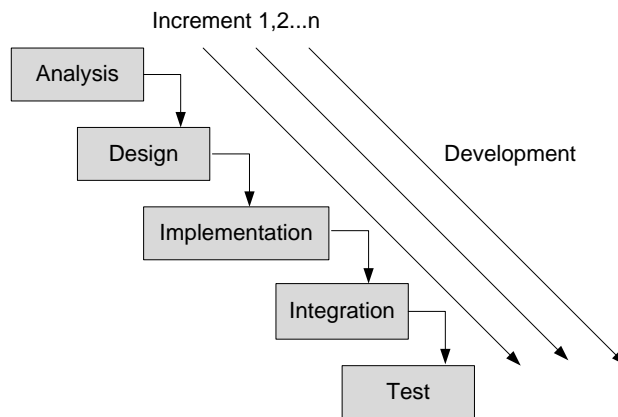 Increment 1,2...n
Analysis
Design
Development
Implementation
Integration
Test